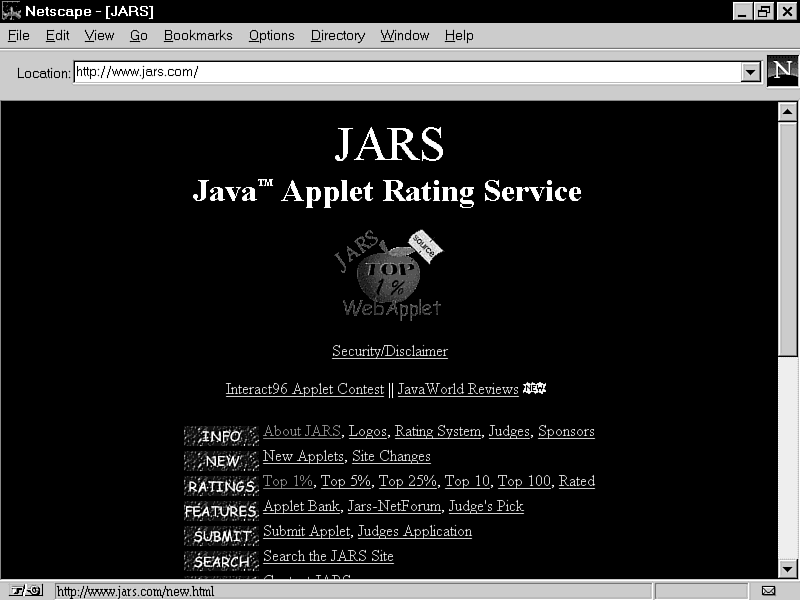 Netscape - [JARS]
File Edit View Go Bookmarks Options Directory Window Help
Location: http://www.jars.com/
N
JARS
Java™ Applet Rating Service
JARS
source
TOP
1%
WebApplet
Security/Disclaimer
Interact96 Applet Contest || JavaWorld Reviews NEW
INFO About JARS, Logos, Rating System, Judges, Sponsors
NEW New Applets, Site Changes
RATINGS Top 1%, Top 5%, Top 25%, Top 10, Top 100, Rated
FEATURES Applet Bank, Jars-NetForum, Judge's Pick
SUBMIT Submit Applet, Judges Application
SEARCH Search the JARS Site
Contact JARS
http://www.jars.com/new.html